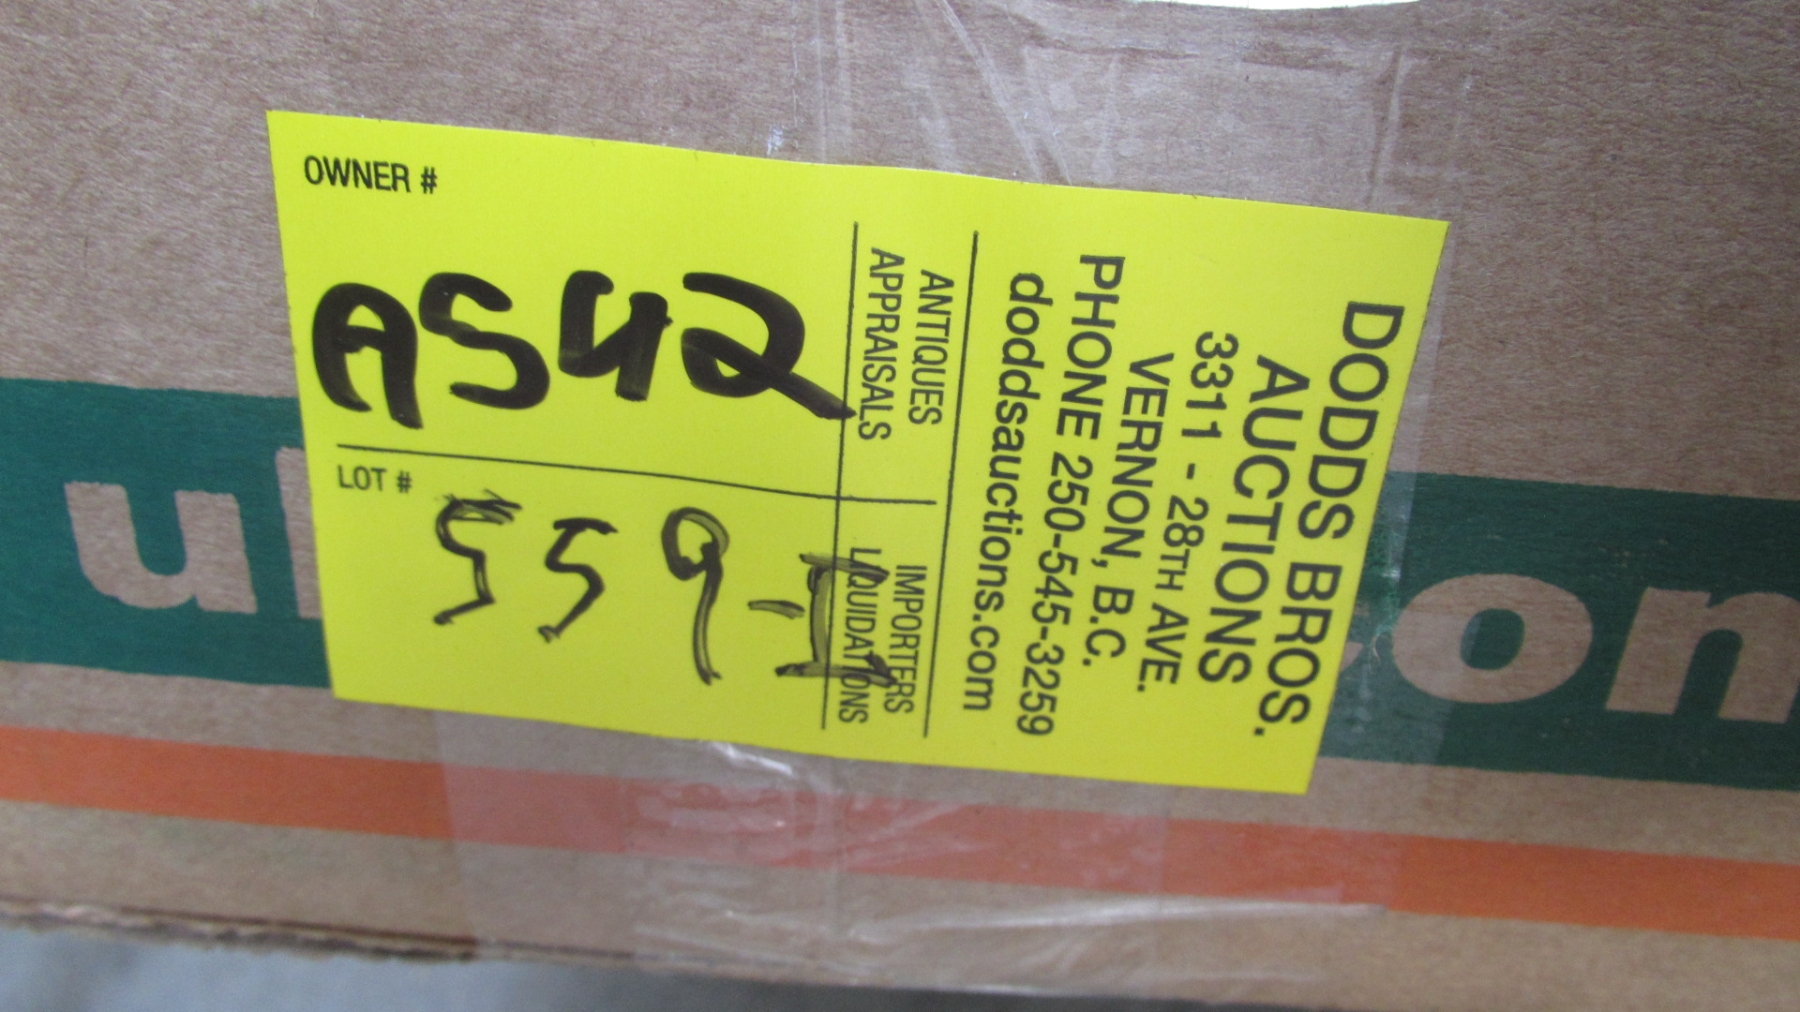 OWNER #
A542
LOT #
559-I
DODDS BROS.
AUCTIONS
3311 - 28TH AVE.
VERNON, B.C.
PHONE 250-545-3259
doddsauctions.com
ANTIQUES
APPRAISALS
IMPORTERS
LIQUIDATIONS